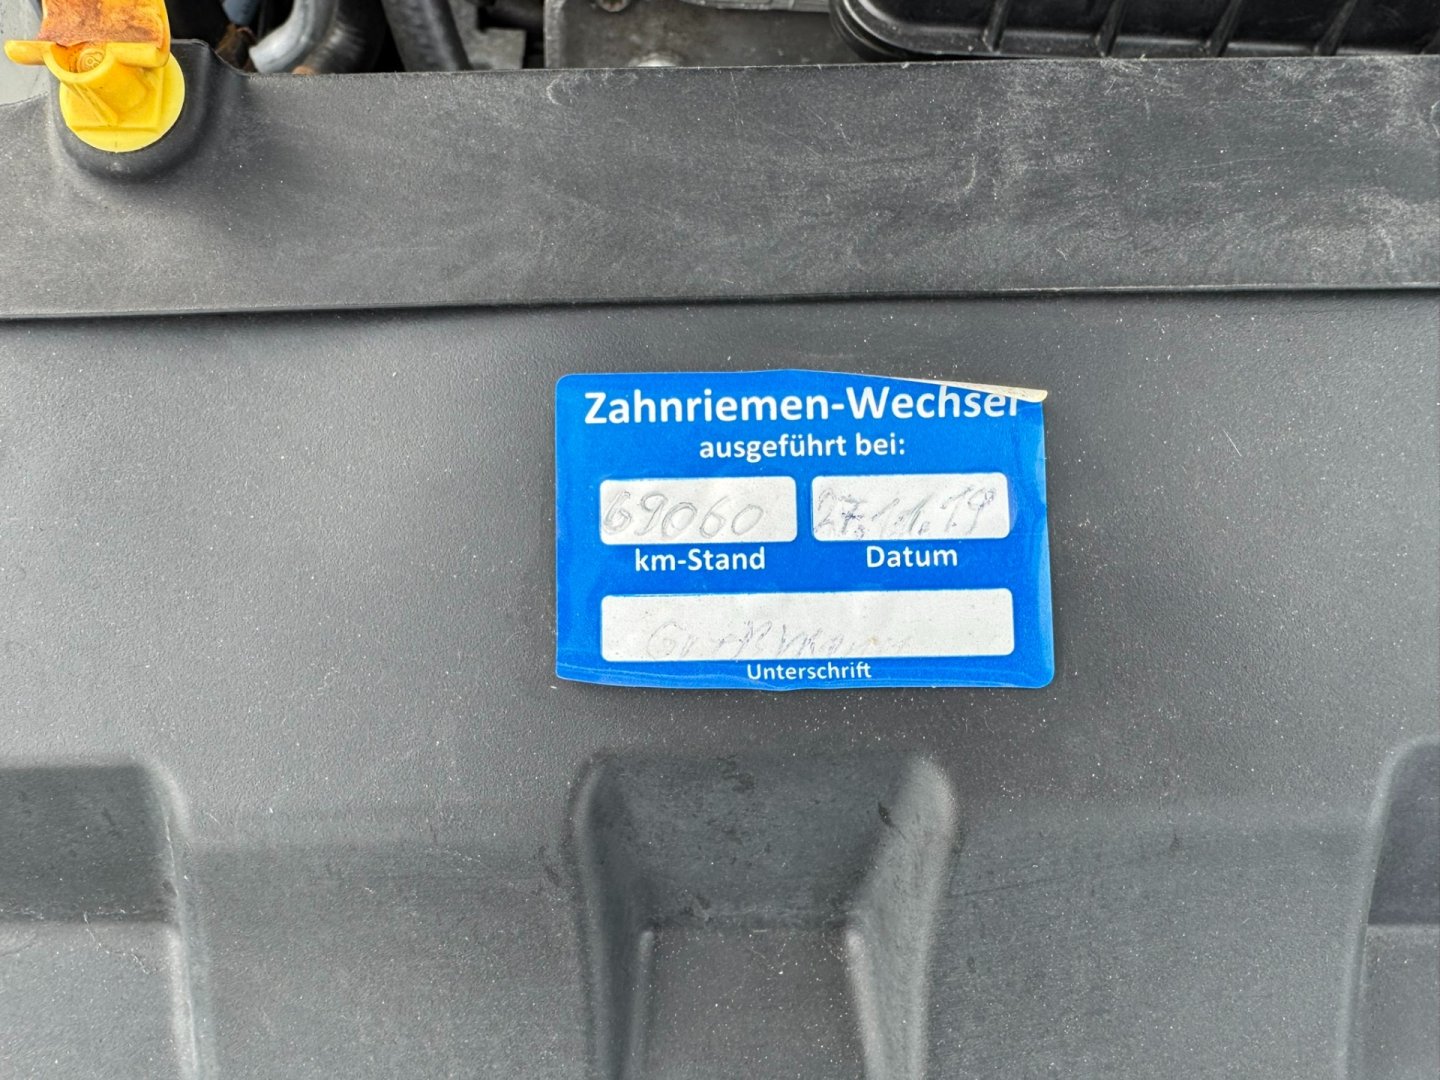 Zahnriemen-Wechsel
ausgeführt bei:
69060 27.11.19
km-Stand Datum
Unterschrift